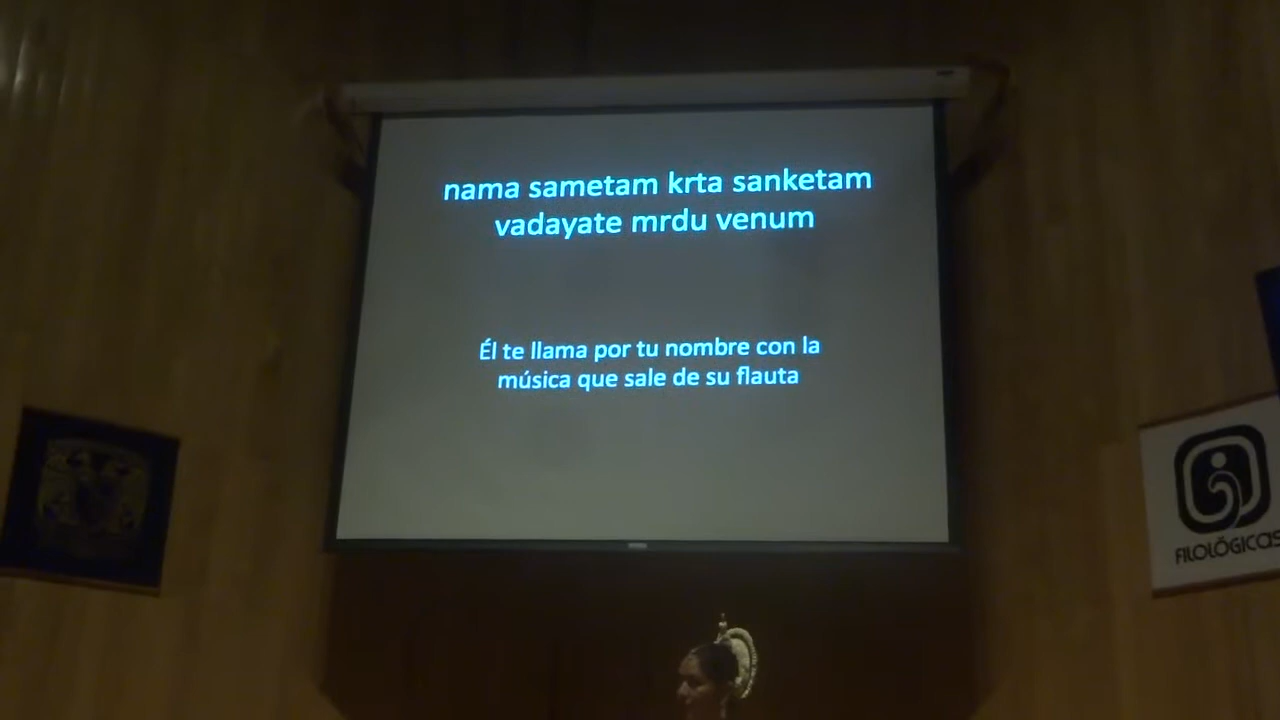 nama sametam krta sanketam
vadayate mrdu venum
Él te llama por tu nombre con la
música que sale de su flauta
FILOLÓGICAS